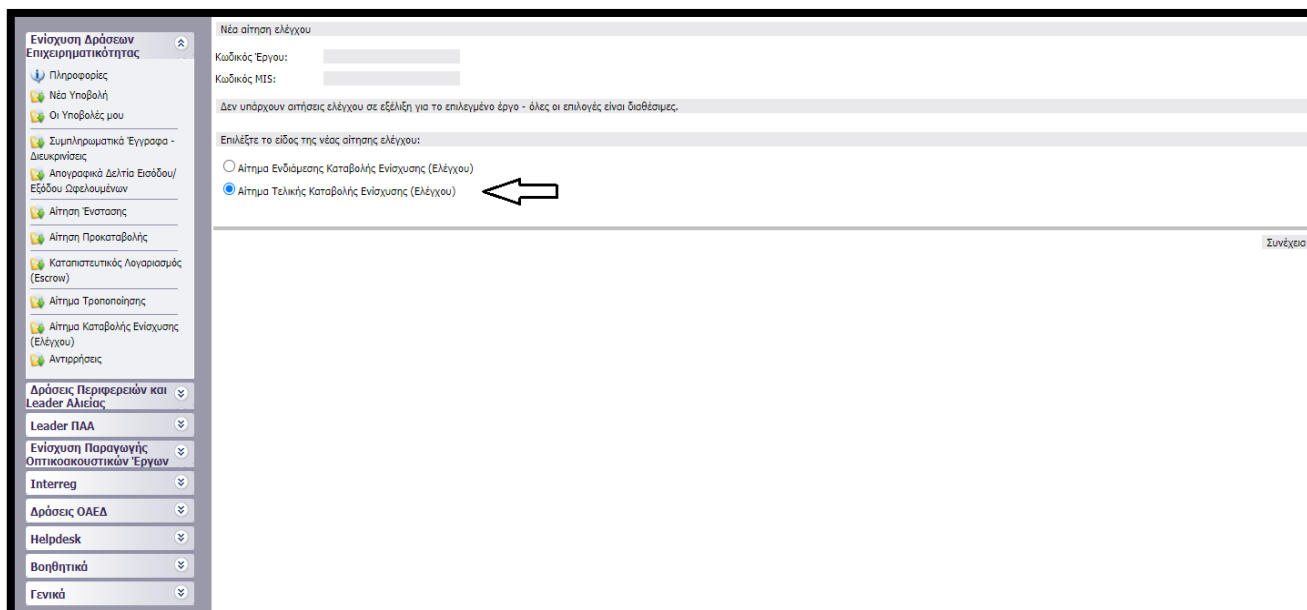 Ενίσχυση Δράσεων
Επιχειρηματικότητας
Πληροφορίες
Νέα Υποβολή
Οι Υποβολές μου
Συμπληρωματικά Έγγραφα -
Διευκρινίσεις
Απογραφικά Δελτία Εισόδου/
Εξόδου Ωφελουμένων
Αίτηση Ένστασης
Αίτηση Προκαταβολής
Καταπιστευτικός Λογαριασμός
(Escrow)
Αίτημα Τροποποίησης
Αίτημα Καταβολής Ενίσχυσης
(Ελέγχου)
Αντιρρήσεις
Δράσεις Περιφερειών και
Leader Αλιείας
Leader ΠΑΑ
Ενίσχυση Παραγωγής
Οπτικοακουστικών Έργων
Interreg
Δράσεις ΟΑΕΔ
Helpdesk
Βοηθητικά
Γενικά
Νέα αίτηση ελέγχου
Κωδικός Έργου:
Κωδικός MIS:
Δεν υπάρχουν αιτήσεις ελέγχου σε εξέλιξη για το επιλεγμένο έργο - όλες οι επιλογές είναι διαθέσιμες.
Επιλέξτε το είδος της νέας αίτησης ελέγχου:
Αίτημα Ενδιάμεσης Καταβολής Ενίσχυσης (Ελέγχου)
Αίτημα Τελικής Καταβολής Ενίσχυσης (Ελέγχου)
Συνέχεια